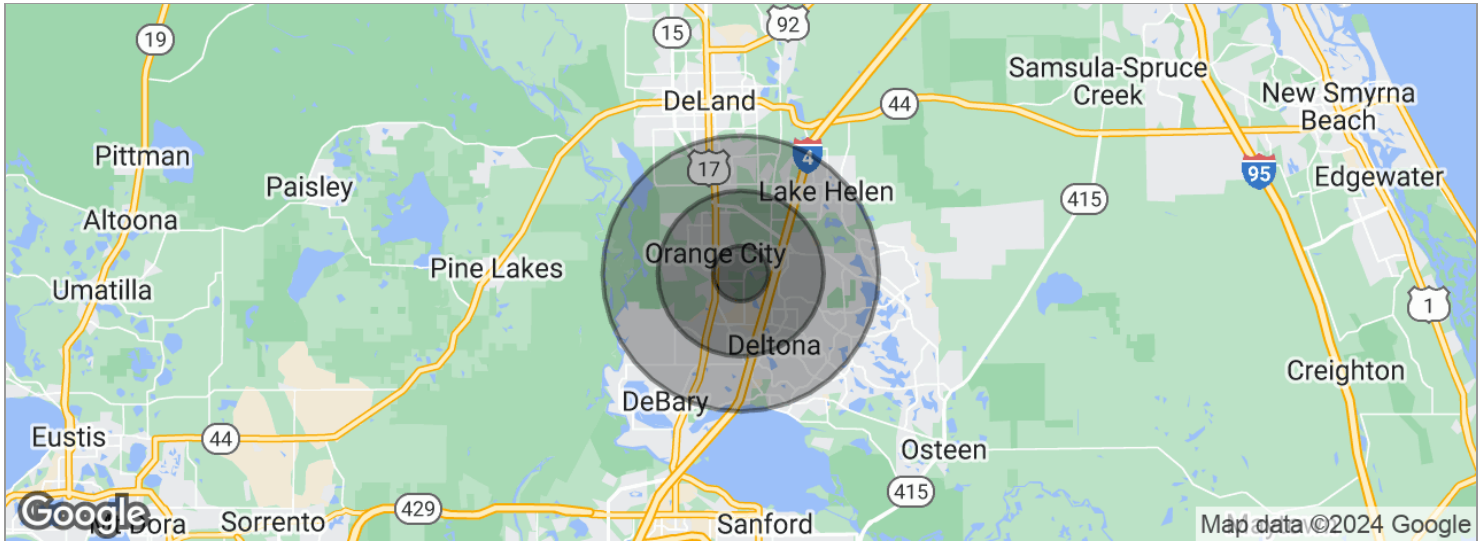 19
15
92
DeLand
44
Samsula-Spruce
Creek
New Smyrna
Beach
Pittman
Paisley
17
4
Lake Helen
95
Edgewater
415
Altoona
Orange City
Pine Lakes
Umatilla
1
Deltona
Creighton
DeBary
Eustis
44
Osteen
415
429
Google
Mt Dora
Sorrento
Sanford
Map data ©2024 Google